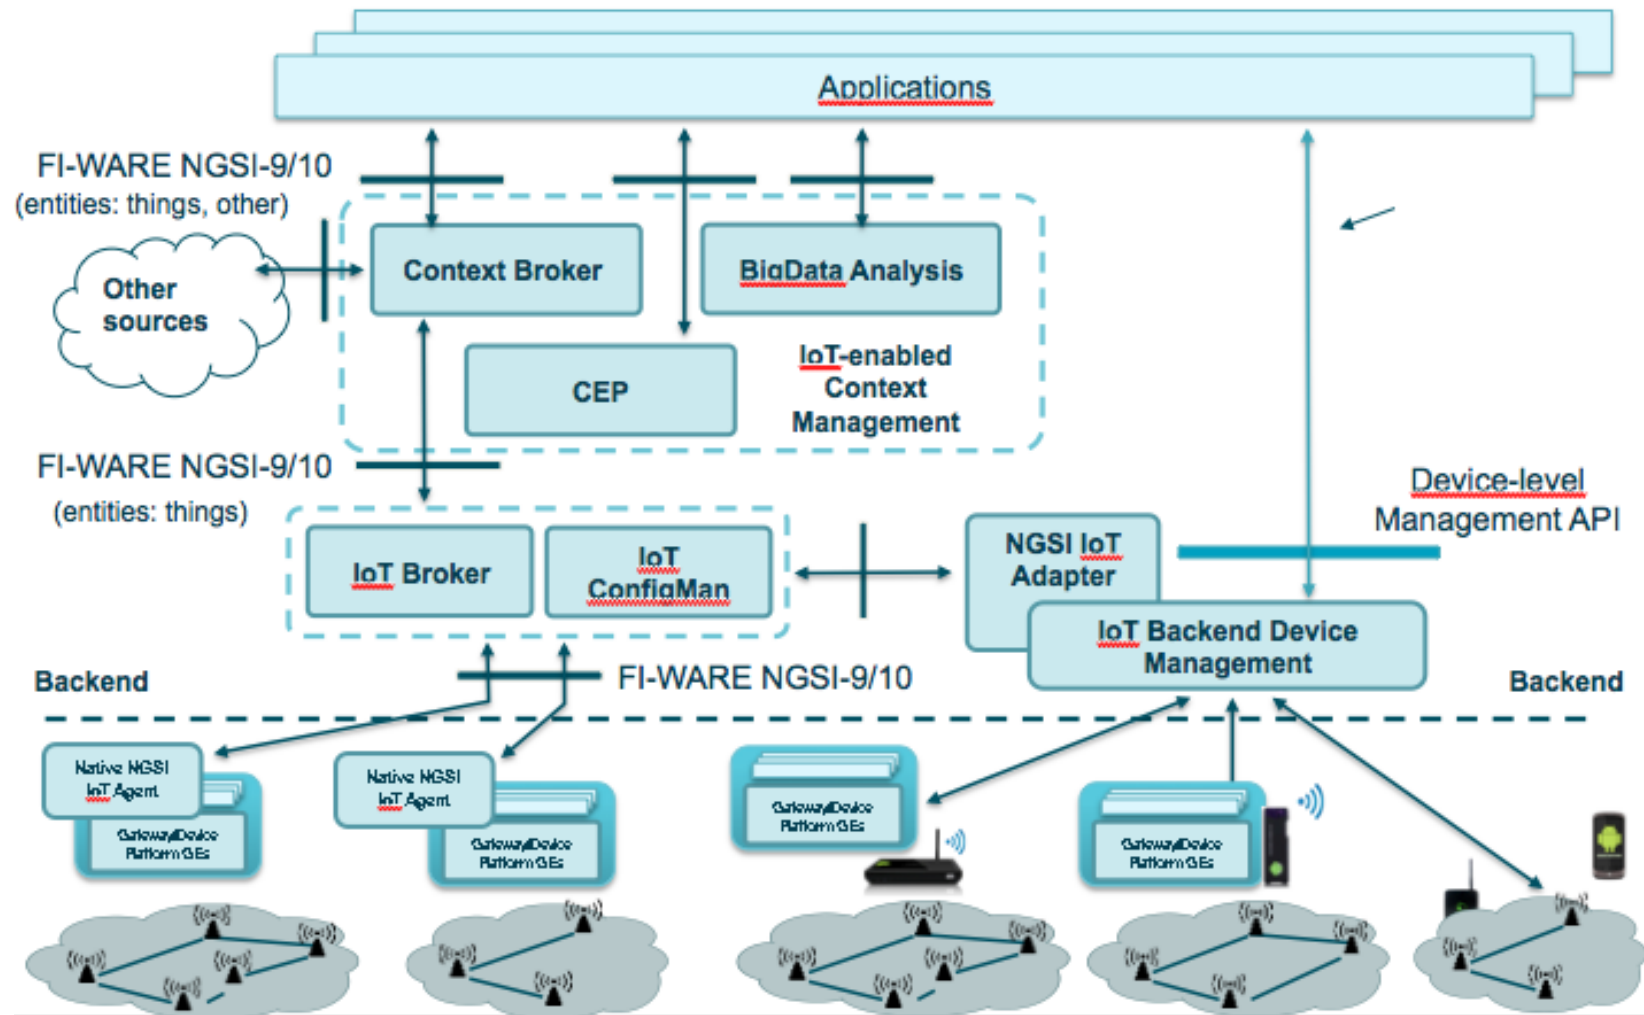 Applications
FI-WARE NGSI-9/10
(entities: things, other)
Other
sources
Context Broker
BigData Analysis
CEP
IoT-enabled
Context
Management
FI-WARE NGSI-9/10
(entities: things)
IoT Broker
IoT
ConfigMan
NGSI IoT
Adapter
Device-level
Management API
IoT Backend Device
Management
FI-WARE NGSI-9/10
Backend
Backend
Native NGSI
IoT Agent
Gateway/Device
Platform GEs
Native NGSI
IoT Agent
Gateway/Device
Platform GEs
Gateway/Device
Platform GEs
Gateway/Device
Platform GEs